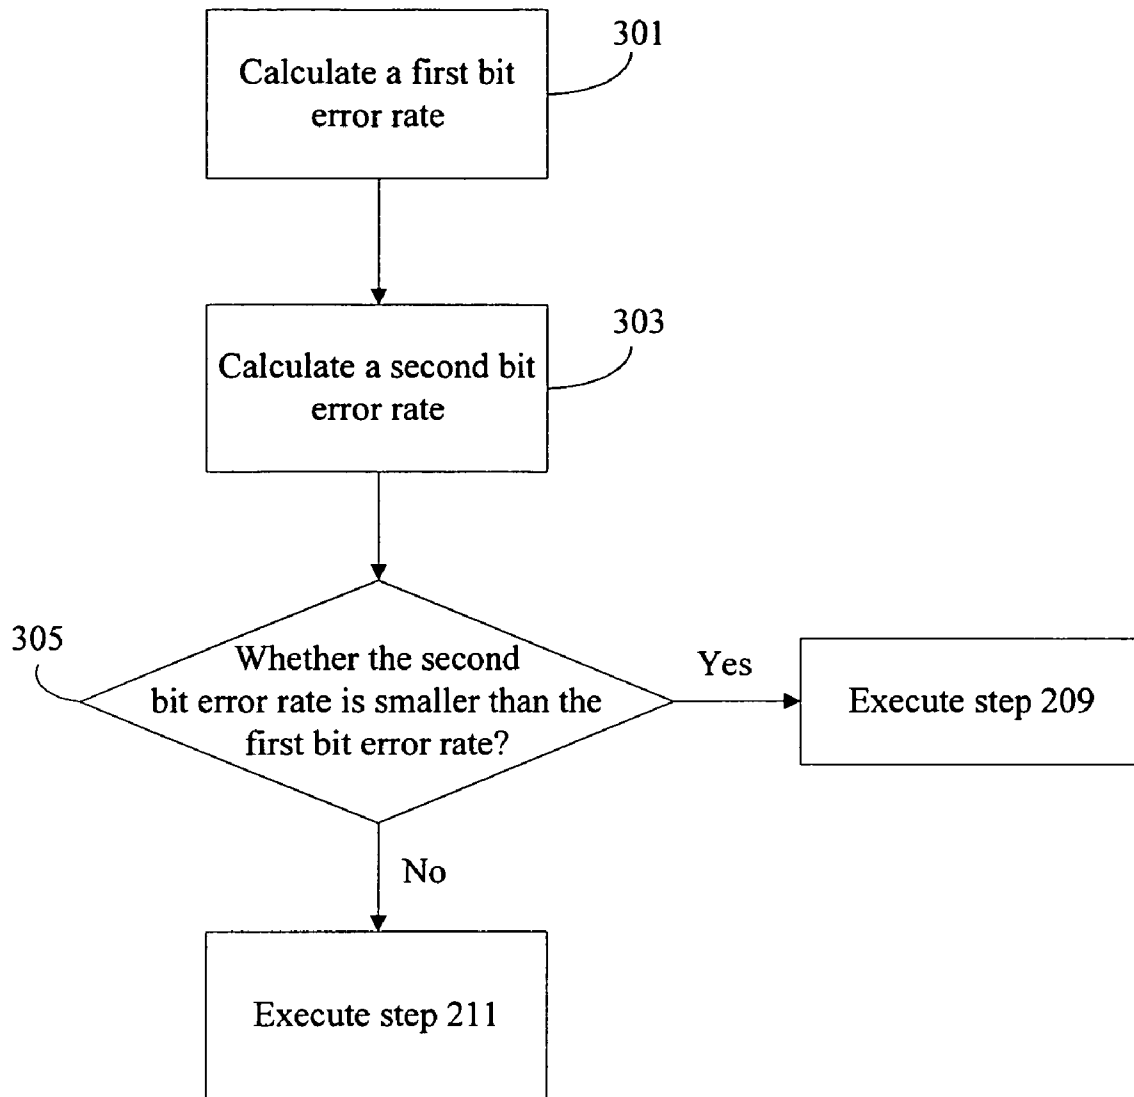 301
Calculate a first bit
error rate
303
Calculate a second bit
error rate
305
Whether the second
bit error rate is smaller than the
first bit error rate?
Yes
Execute step 209
No
Execute step 211